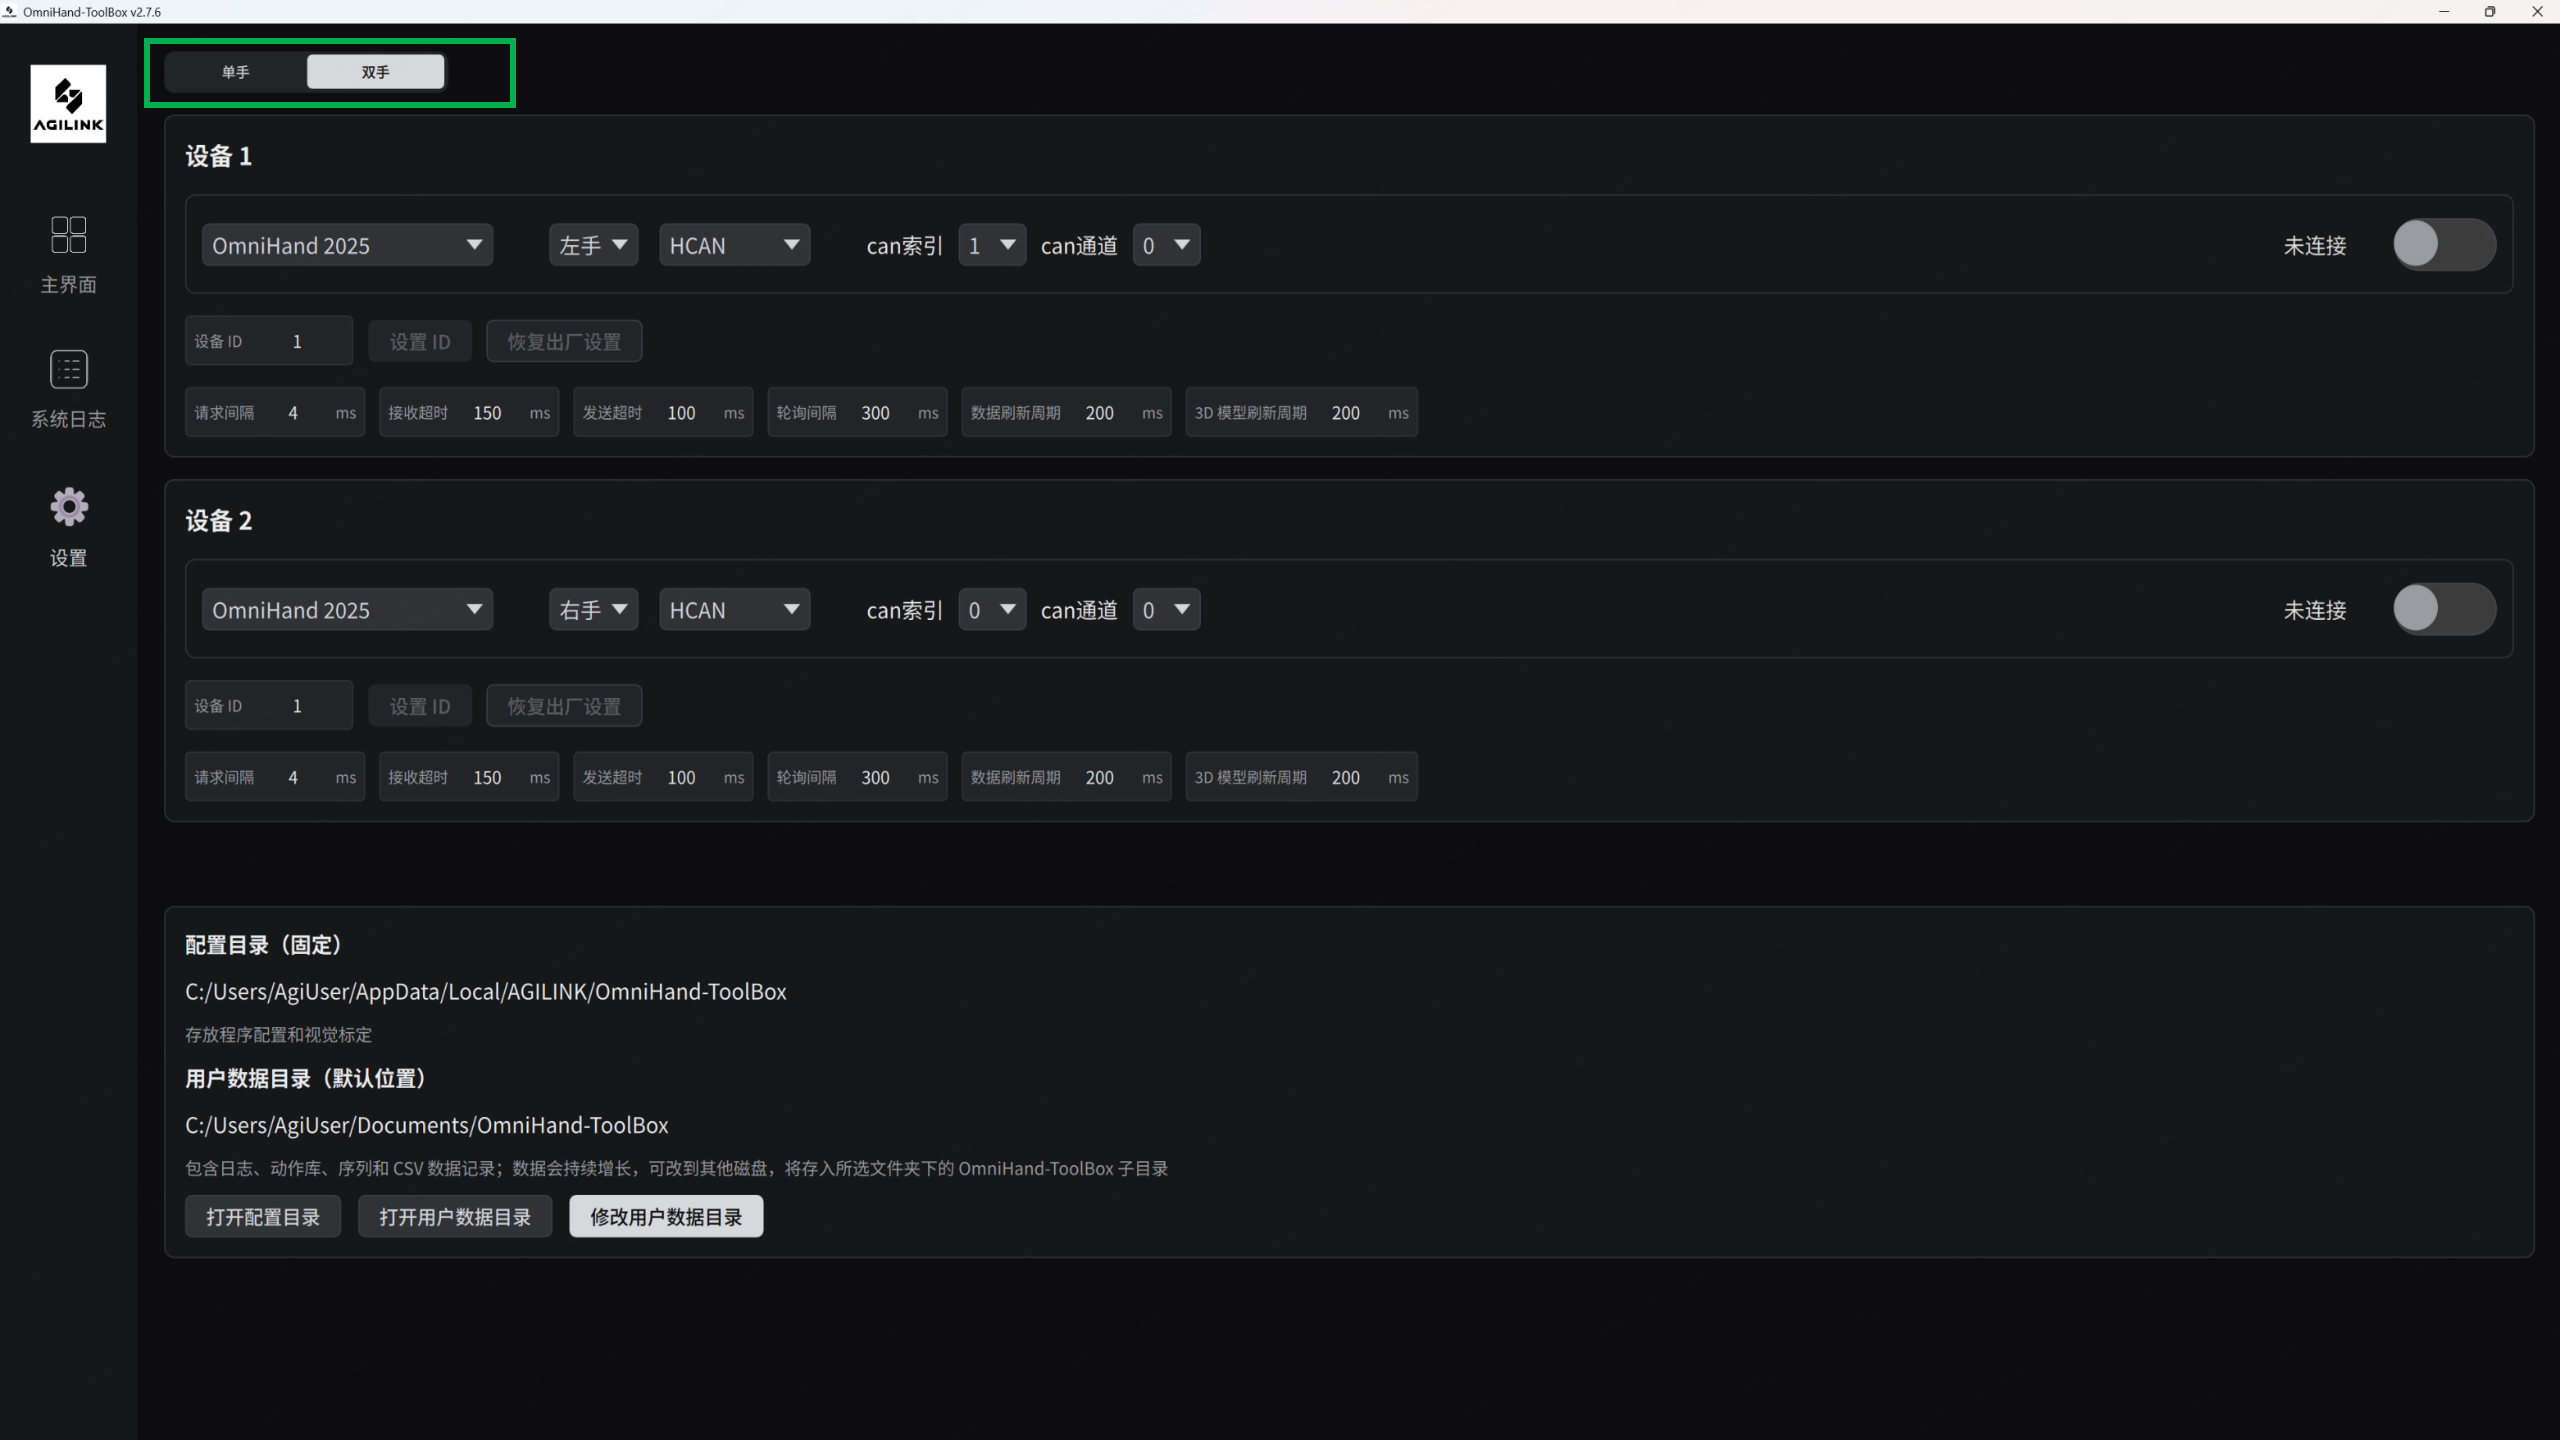 OmniHand-ToolBox v2.7.6
单手 双手
AGILINK
主界面
系统日志
设置
设备 1
OmniHand 2025 左手 HCAN can索引 1 can通道 0 未连接
设备 ID 1 设置 ID 恢复出厂设置
请求间隔 4 ms 接收超时 150 ms 发送超时 100 ms 轮询间隔 300 ms 数据刷新周期 200 ms 3D 模型刷新周期 200 ms
设备 2
OmniHand 2025 右手 HCAN can索引 0 can通道 0 未连接
设备 ID 1 设置 ID 恢复出厂设置
请求间隔 4 ms 接收超时 150 ms 发送超时 100 ms 轮询间隔 300 ms 数据刷新周期 200 ms 3D 模型刷新周期 200 ms
配置目录（固定）
C:/Users/AgiUser/AppData/Local/AGILINK/OmniHand-ToolBox
存放程序配置和视觉标定
用户数据目录（默认位置）
C:/Users/AgiUser/Documents/OmniHand-ToolBox
包含日志、动作库、序列和 CSV 数据记录；数据会持续增长，可改到其他磁盘，将存入所选文件夹下的 OmniHand-ToolBox 子目录
打开配置目录 打开用户数据目录 修改用户数据目录